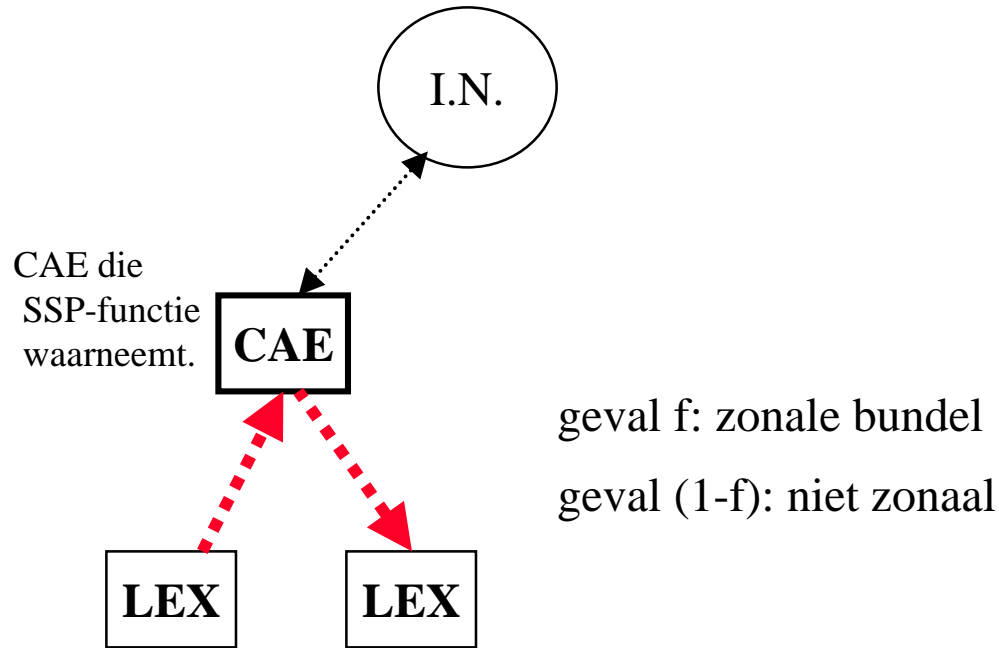 I.N.
CAE die
SSP-functie
waarneemt.
CAE
geval f: zonale bundel
geval (1-f): niet zonaal
LEX
LEX